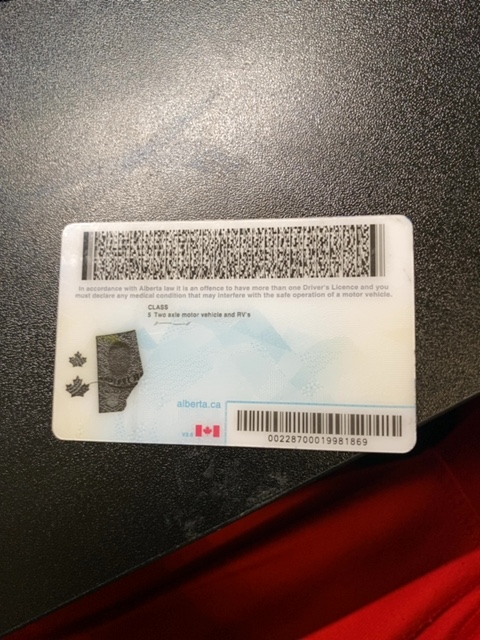 In accordance with Alberta law it is an offence to have more than one Driver's Licence and you
must declare any medical condition that may interfere with the safe operation of a motor vehicle.
CLASS
5 Two axle motor vehicle and RV's
alberta.ca
00228700019981869